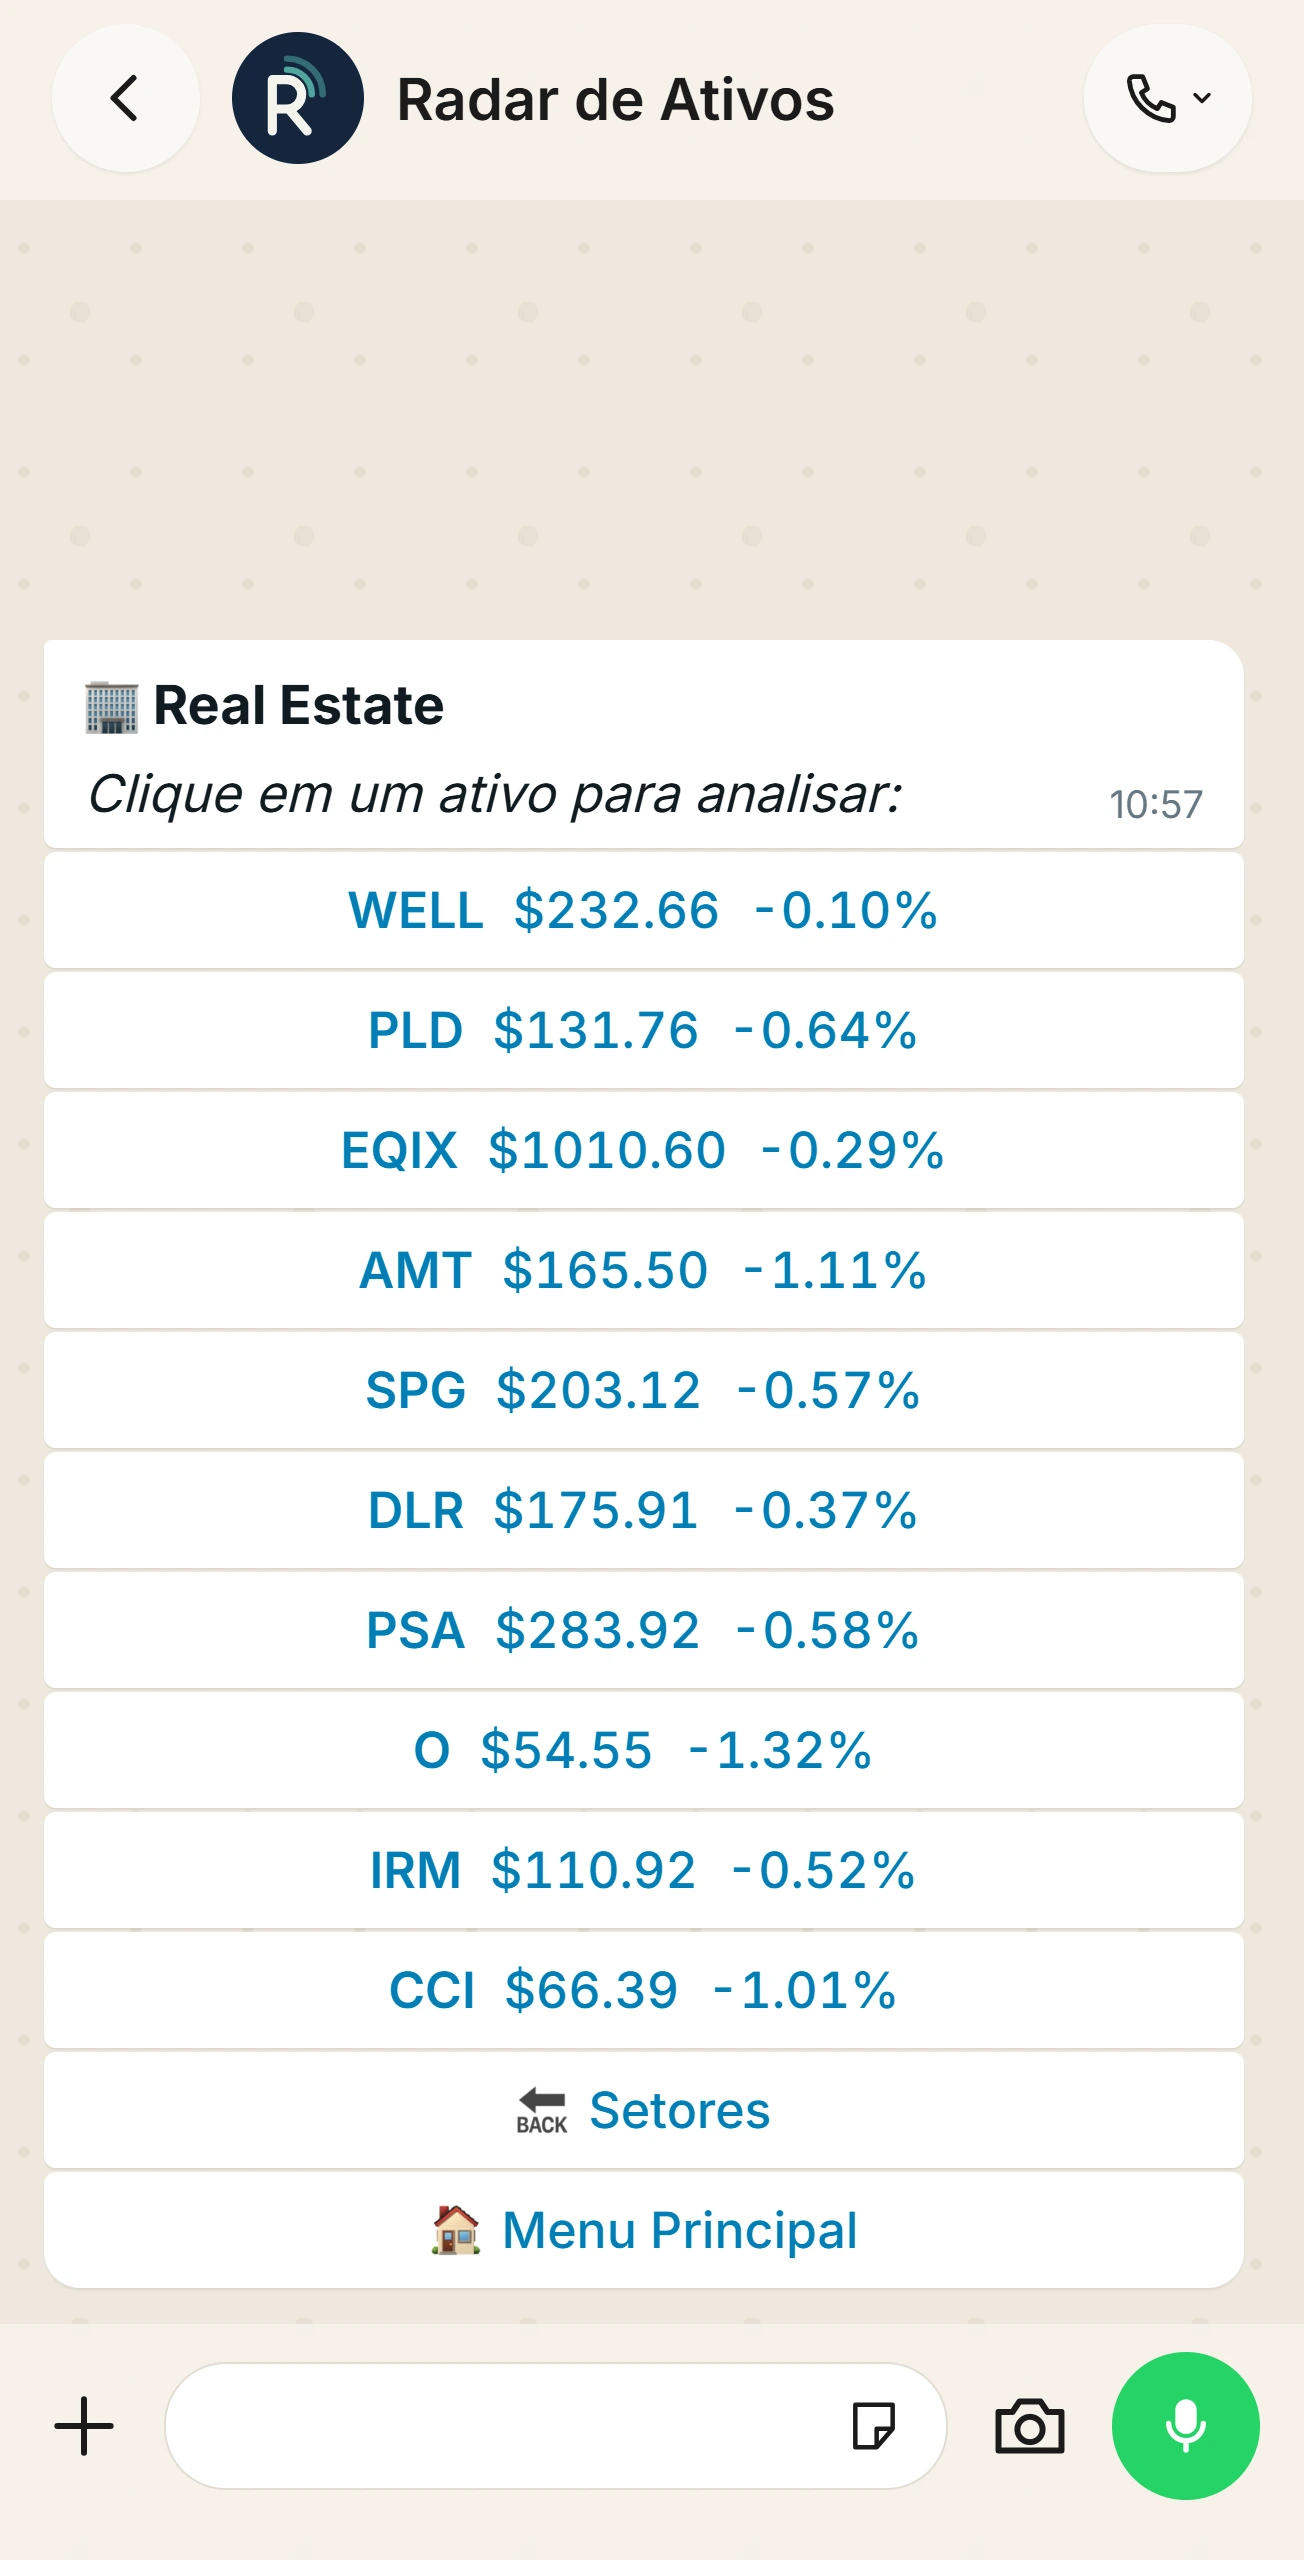 Radar de Ativos
🏢 Real Estate
Clique em um ativo para analisar:
10:57
WELL $232.66 -0.10%
PLD $131.76 -0.64%
EQIX $1010.60 -0.29%
AMT $165.50 -1.11%
SPG $203.12 -0.57%
DLR $175.91 -0.37%
PSA $283.92 -0.58%
O $54.55 -1.32%
IRM $110.92 -0.52%
CCI $66.39 -1.01%
🔙 Setores
🏠 Menu Principal